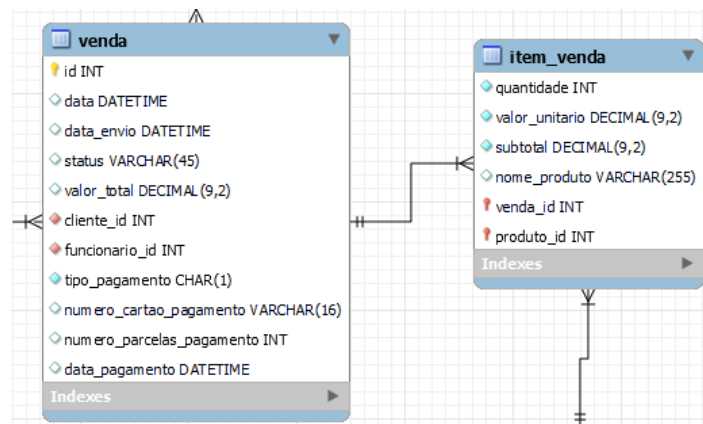 venda
id INT
data DATETIME
data_envio DATETIME
status VARCHAR(45)
valor_total DECIMAL(9,2)
cliente_id INT
funcionario_id INT
tipo_pagamento CHAR(1)
numero_cartao_pagamento VARCHAR(16)
numero_parcelas_pagamento INT
data_pagamento DATETIME
Indexes
item_venda
quantidade INT
valor_unitario DECIMAL(9,2)
subtotal DECIMAL(9,2)
nome_produto VARCHAR(255)
venda_id INT
produto_id INT
Indexes